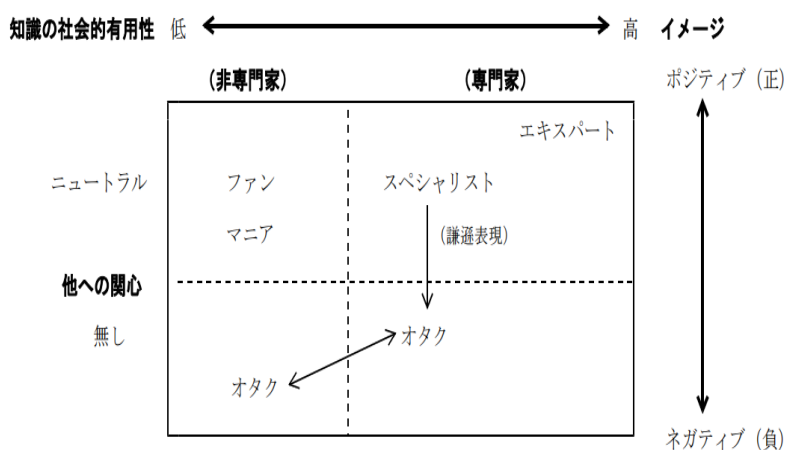 知識の社会的有用性 低 高 イメージ
(非専門家) (専門家) ポジティブ (正)
エキスパート
ニュートラル ファン スペシャリスト
マニア (謙遜表現)
他への関心
無し オタク
オタク
ネガティブ (負)